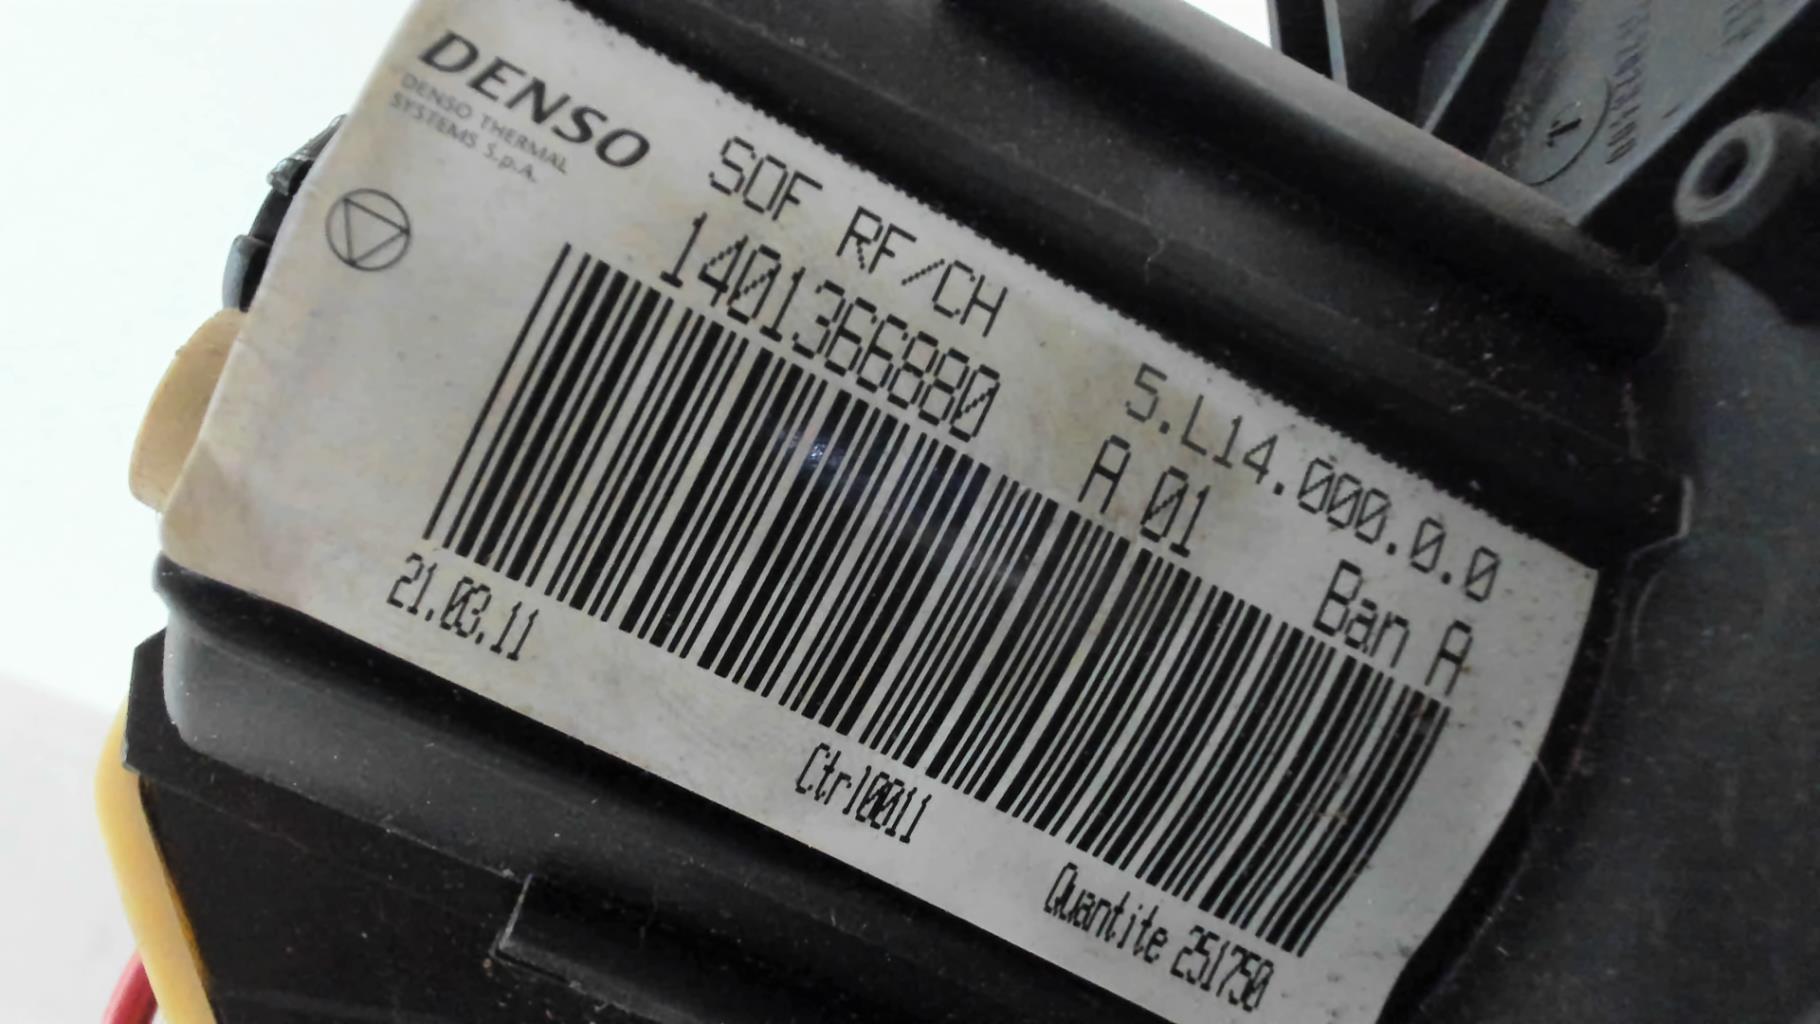 DENSO
DENSO THERMAL
SYSTEMS S.p.A.
SOF RF/CH 5.L14.000.0.0
1401366880 A 01 Ban A
21.03.11 Ctrl0011 Quantite 251750